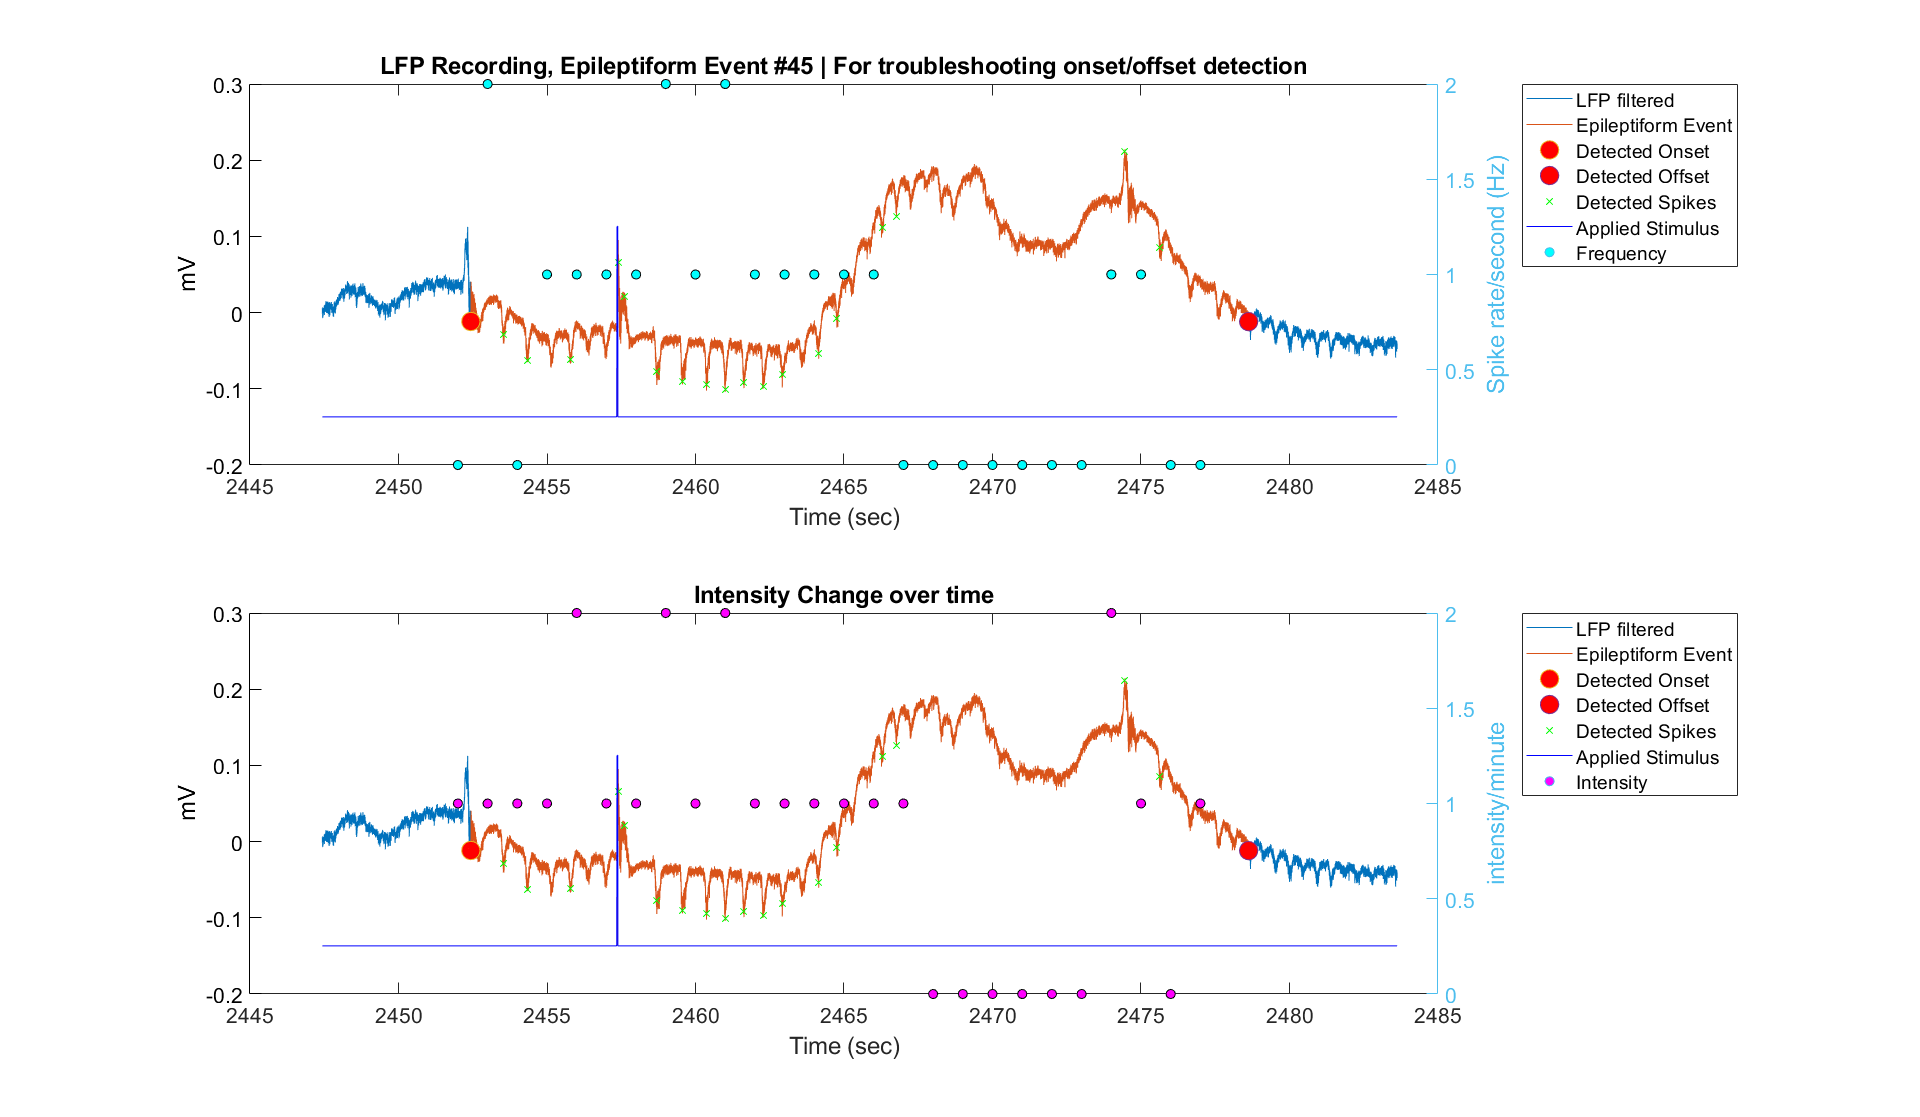 LFP Recording, Epileptiform Event #45 | For troubleshooting onset/offset detection
0.3
0.2
0.1
0
-0.1
-0.2
mV
2445 2450 2455 2460 2465 2470 2475 2480 2485
Time (sec)
2
1.5
1
0.5
0
Spike rate/second (Hz)
LFP filtered
Epileptiform Event
Detected Onset
Detected Offset
Detected Spikes
Applied Stimulus
Frequency
Intensity Change over time
0.3
0.2
0.1
0
-0.1
-0.2
mV
2445 2450 2455 2460 2465 2470 2475 2480 2485
Time (sec)
2
1.5
1
0.5
0
intensity/minute
LFP filtered
Epileptiform Event
Detected Onset
Detected Offset
Detected Spikes
Applied Stimulus
Intensity